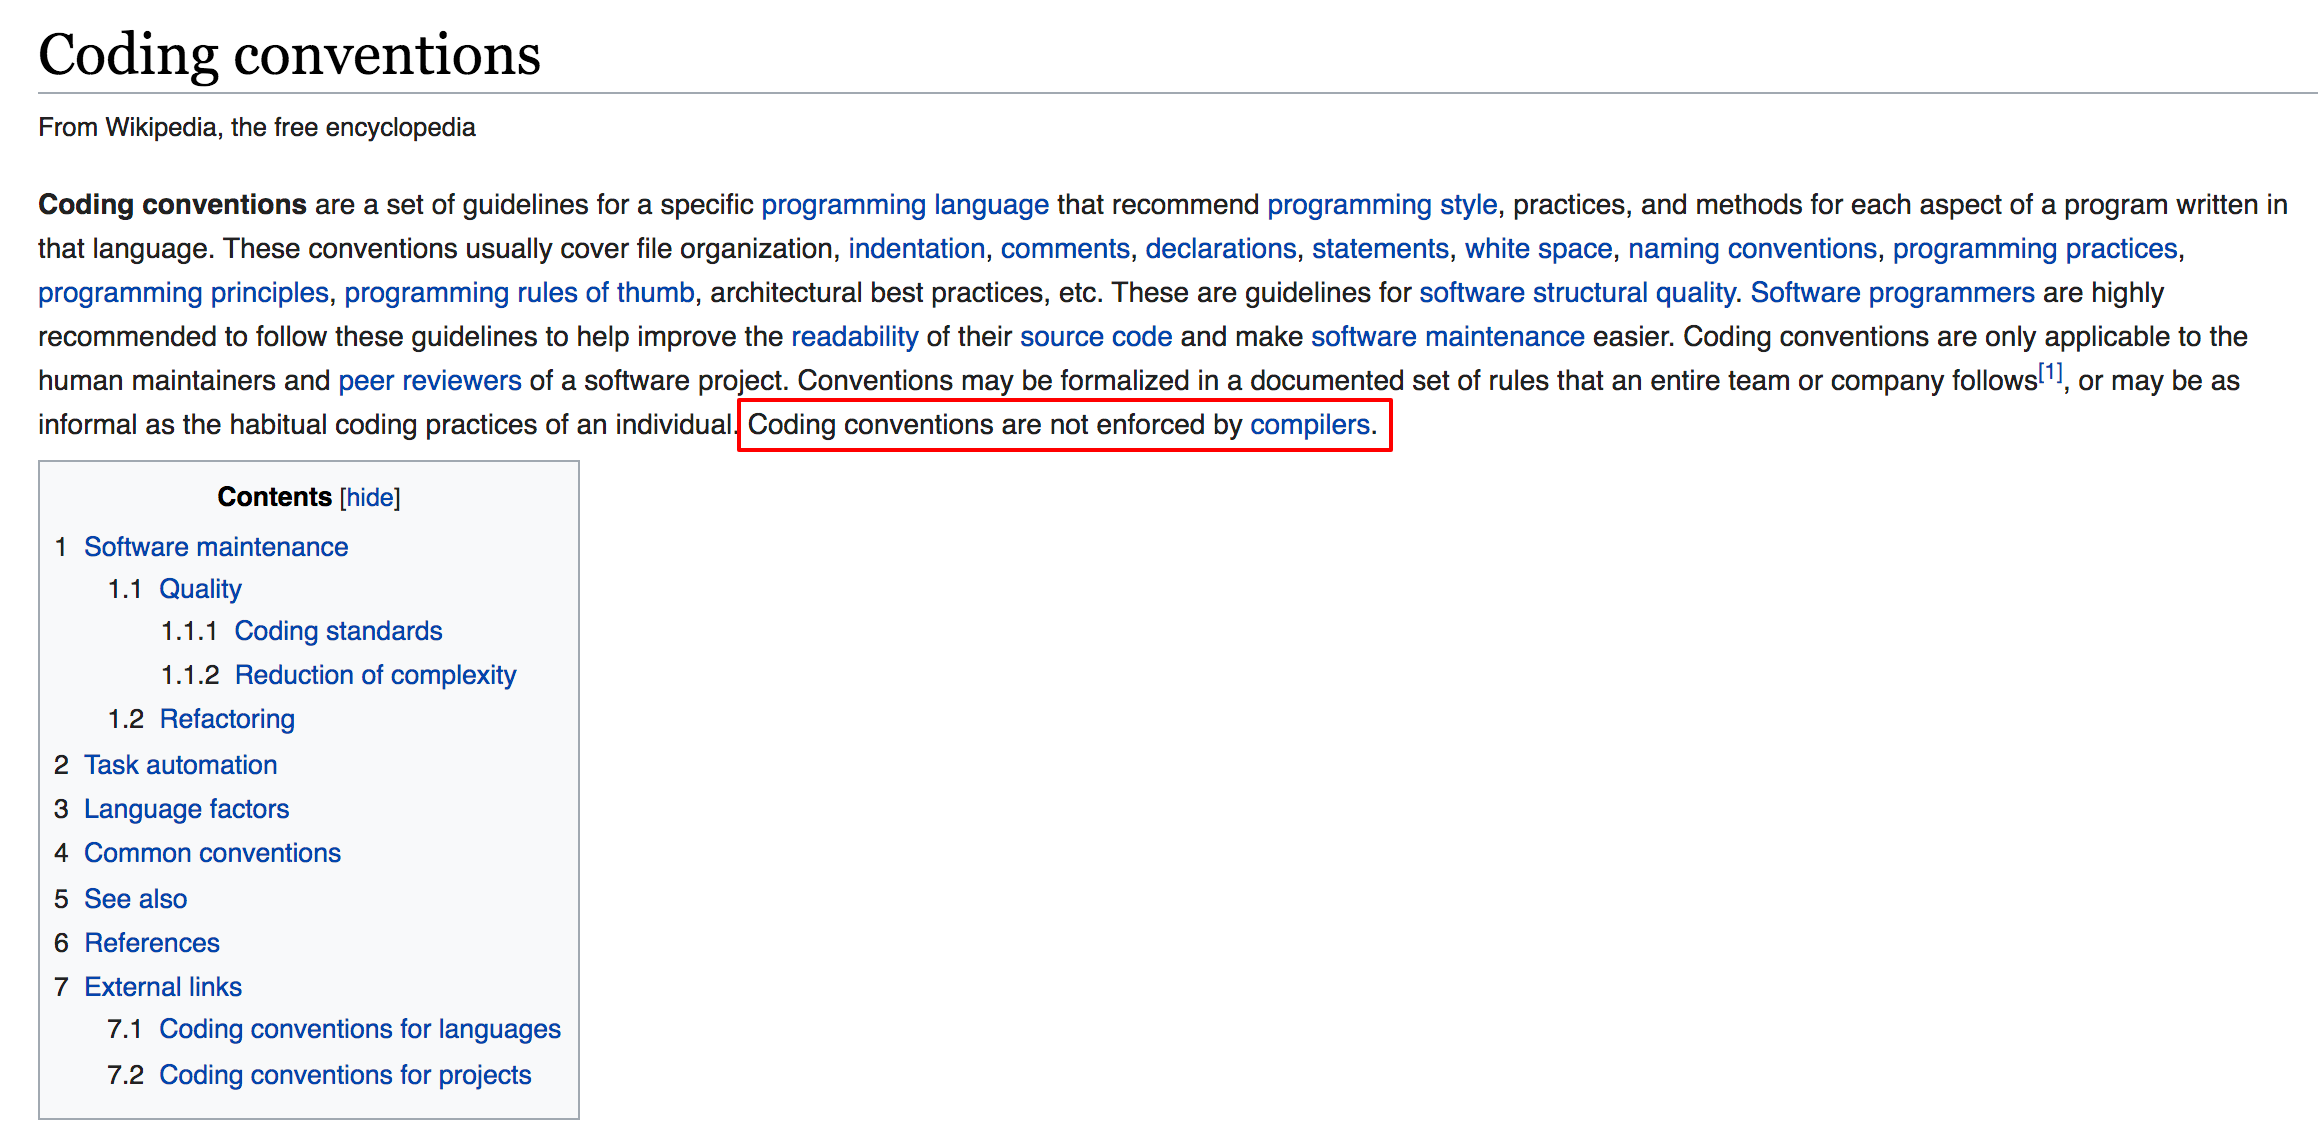 Coding conventions
From Wikipedia, the free encyclopedia
Coding conventions are a set of guidelines for a specific programming language that recommend programming style, practices, and methods for each aspect of a program written in
that language. These conventions usually cover file organization, indentation, comments, declarations, statements, white space, naming conventions, programming practices,
programming principles, programming rules of thumb, architectural best practices, etc. These are guidelines for software structural quality. Software programmers are highly
recommended to follow these guidelines to help improve the readability of their source code and make software maintenance easier. Coding conventions are only applicable to the
human maintainers and peer reviewers of a software project. Conventions may be formalized in a documented set of rules that an entire team or company follows[1], or may be as
informal as the habitual coding practices of an individual. Coding conventions are not enforced by compilers.
Contents [hide]
1 Software maintenance
1.1 Quality
1.1.1 Coding standards
1.1.2 Reduction of complexity
1.2 Refactoring
2 Task automation
3 Language factors
4 Common conventions
5 See also
6 References
7 External links
7.1 Coding conventions for languages
7.2 Coding conventions for projects